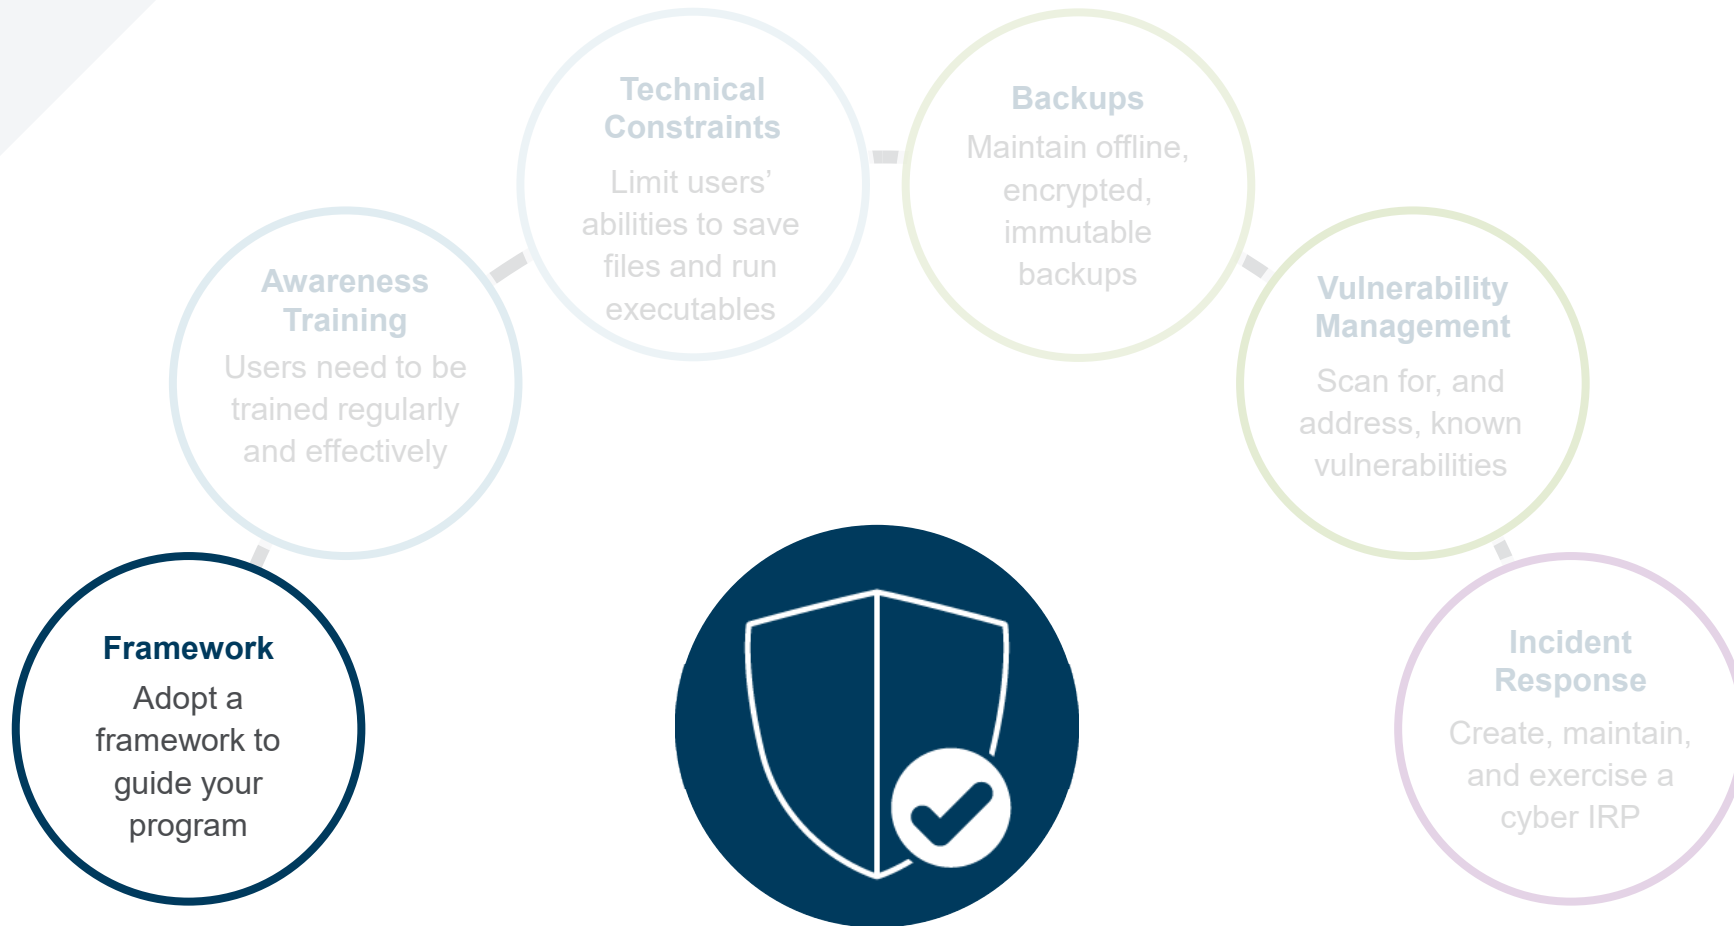 Framework
Adopt a
framework to
guide your
program
Awareness
Training
Users need to be
trained regularly
and effectively
Technical
Constraints
Limit users’
abilities to save
files and run
executables
Backups
Maintain offline,
encrypted,
immutable
backups
Vulnerability
Management
Scan for, and
address, known
vulnerabilities
Incident
Response
Create, maintain,
and exercise a
cyber IRP